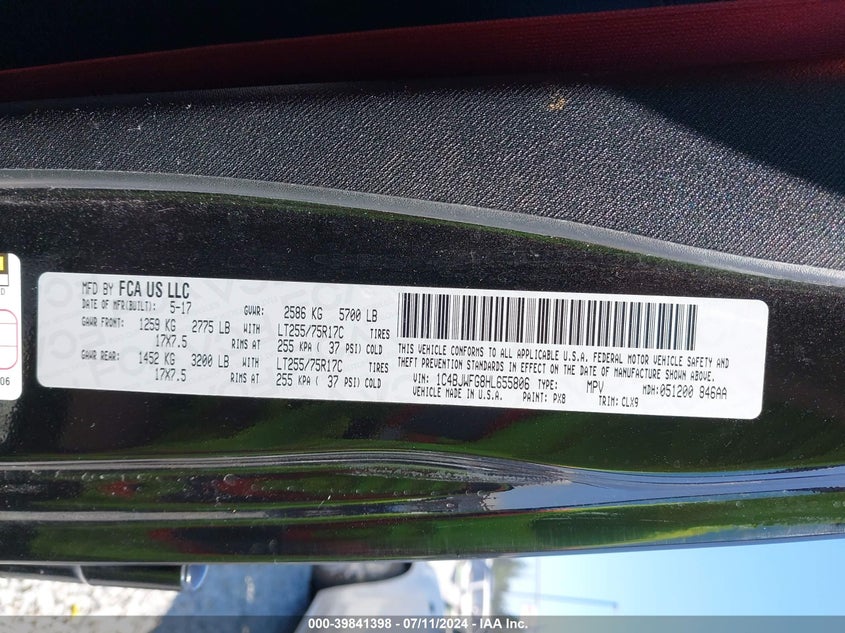 MFD BY FCA US LLC
DATE OF MFR(BUILT): 5-17 GVWR: 2586 KG 5700 LB
GAWR FRONT: 1259 KG 2775 LB WITH LT255/75R17C TIRES
17X7.5 RIMS AT 255 KPA ( 37 PSI) COLD
GAWR REAR: 1452 KG 3200 LB WITH LT255/75R17C TIRES
17X7.5 RIMS AT 255 KPA ( 37 PSI) COLD
THIS VEHICLE CONFORMS TO ALL APPLICABLE U.S.A. FEDERAL MOTOR VEHICLE SAFETY AND
THEFT PREVENTION STANDARDS IN EFFECT ON THE DATE OF MANUFACTURE SHOWN ABOVE.
VIN: 1C4BJWFG8HL655806 TYPE: MPV MDH:051200 846AA
VEHICLE MADE IN U.S.A. PAINT: PX8 TRIM: CLX9
D
06
000-39841398 - 07/11/2024 - IAA Inc.